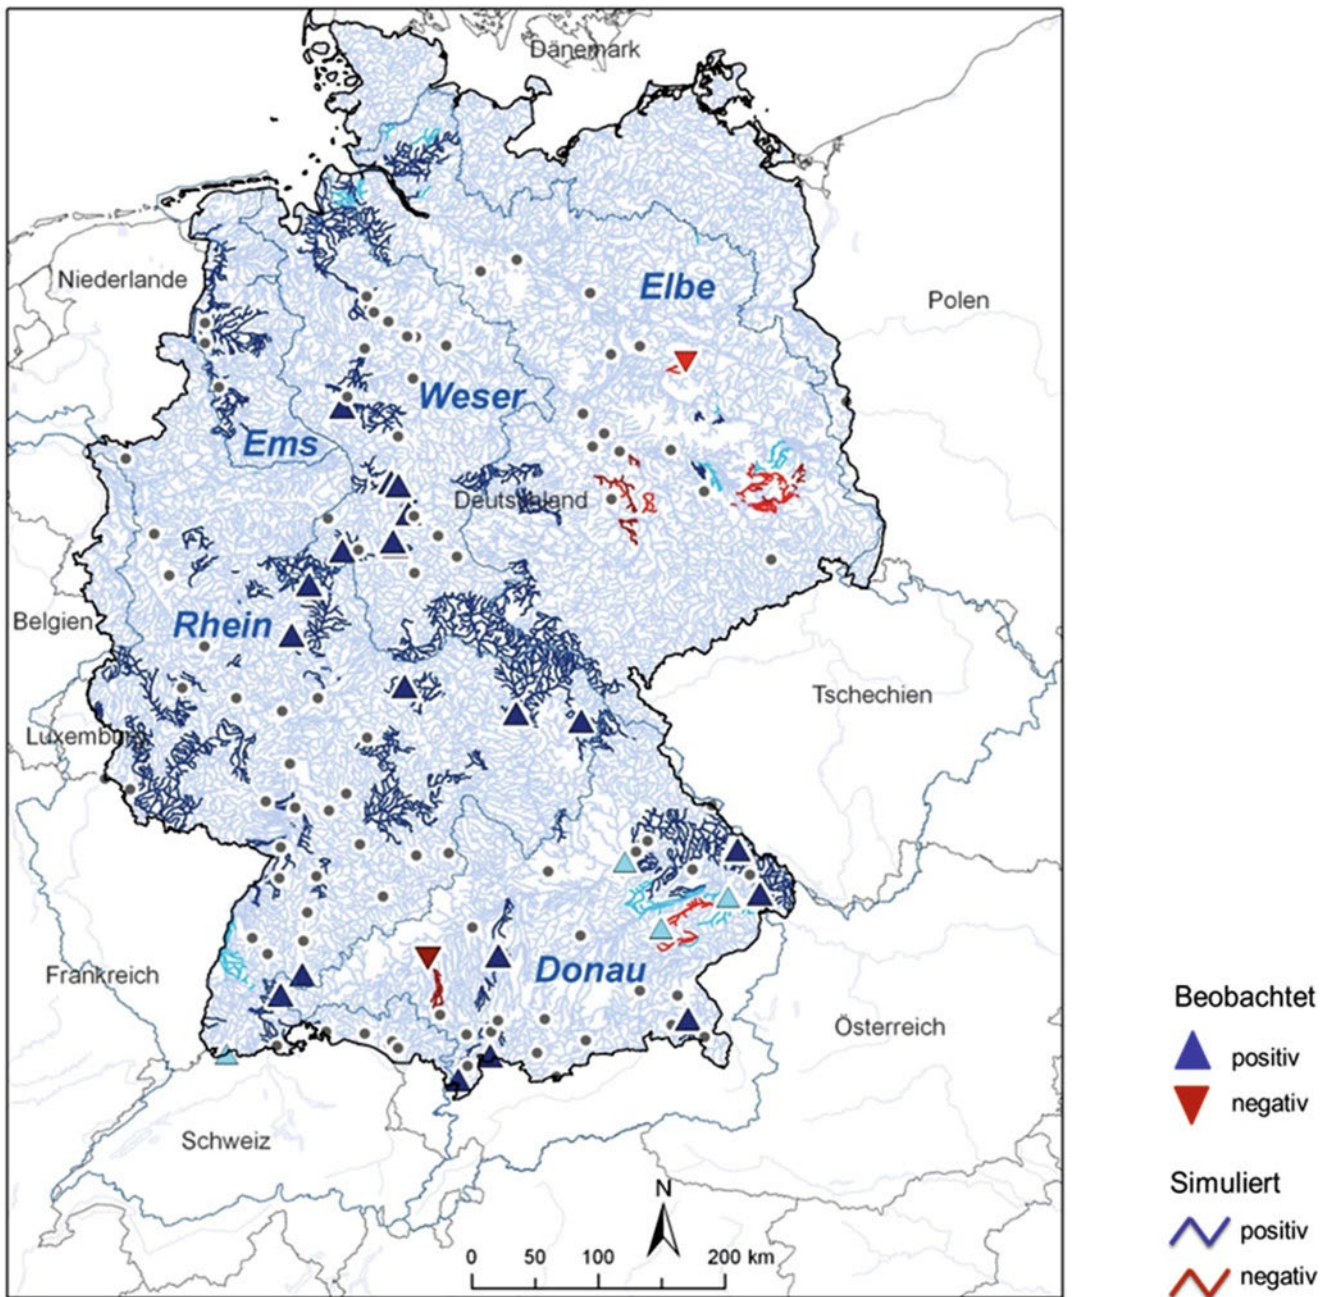 Dänemark
Niederlande
Elbe
Polen
Weser
Ems
Deutschland
Belgien
Rhein
Tschechien
Luxemburg
Frankreich
Donau
Beobachtet
Österreich
positiv
negativ
Schweiz
Simuliert
N
positiv
0 50 100 200 km
negativ